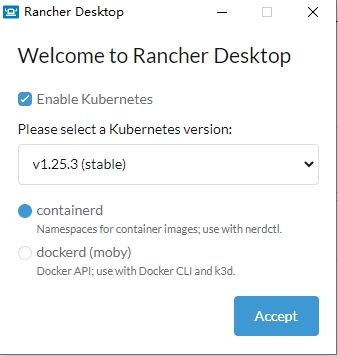 Rancher Desktop
Welcome to Rancher Desktop
Enable Kubernetes
Please select a Kubernetes version:
v1.25.3 (stable)
containerd
Namespaces for container images; use with nerdctl.
dockerd (moby)
Docker API; use with Docker CLI and k3d.
Accept